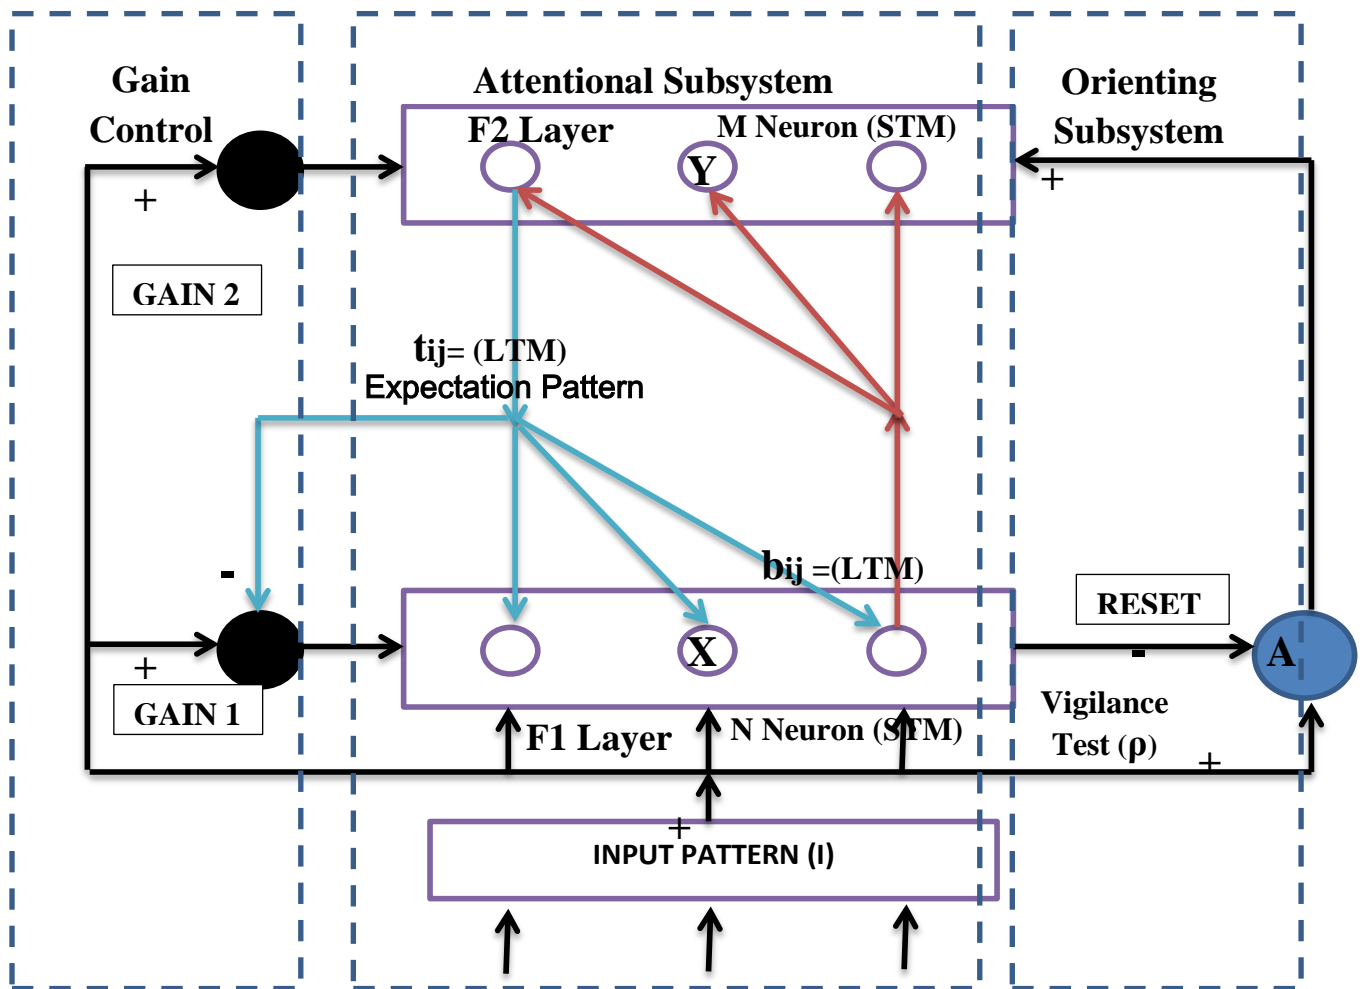 Gain
Control
Attentional Subsystem
Orienting
Subsystem
F2 Layer
M Neuron (STM)
Y
+
+
GAIN 2
tij= (LTM)
Expectation Pattern
bij =(LTM)
-
RESET
X
A
+
-
GAIN 1
Vigilance
Test (ρ)
F1 Layer
N Neuron (STM)
+
+
INPUT PATTERN (I)